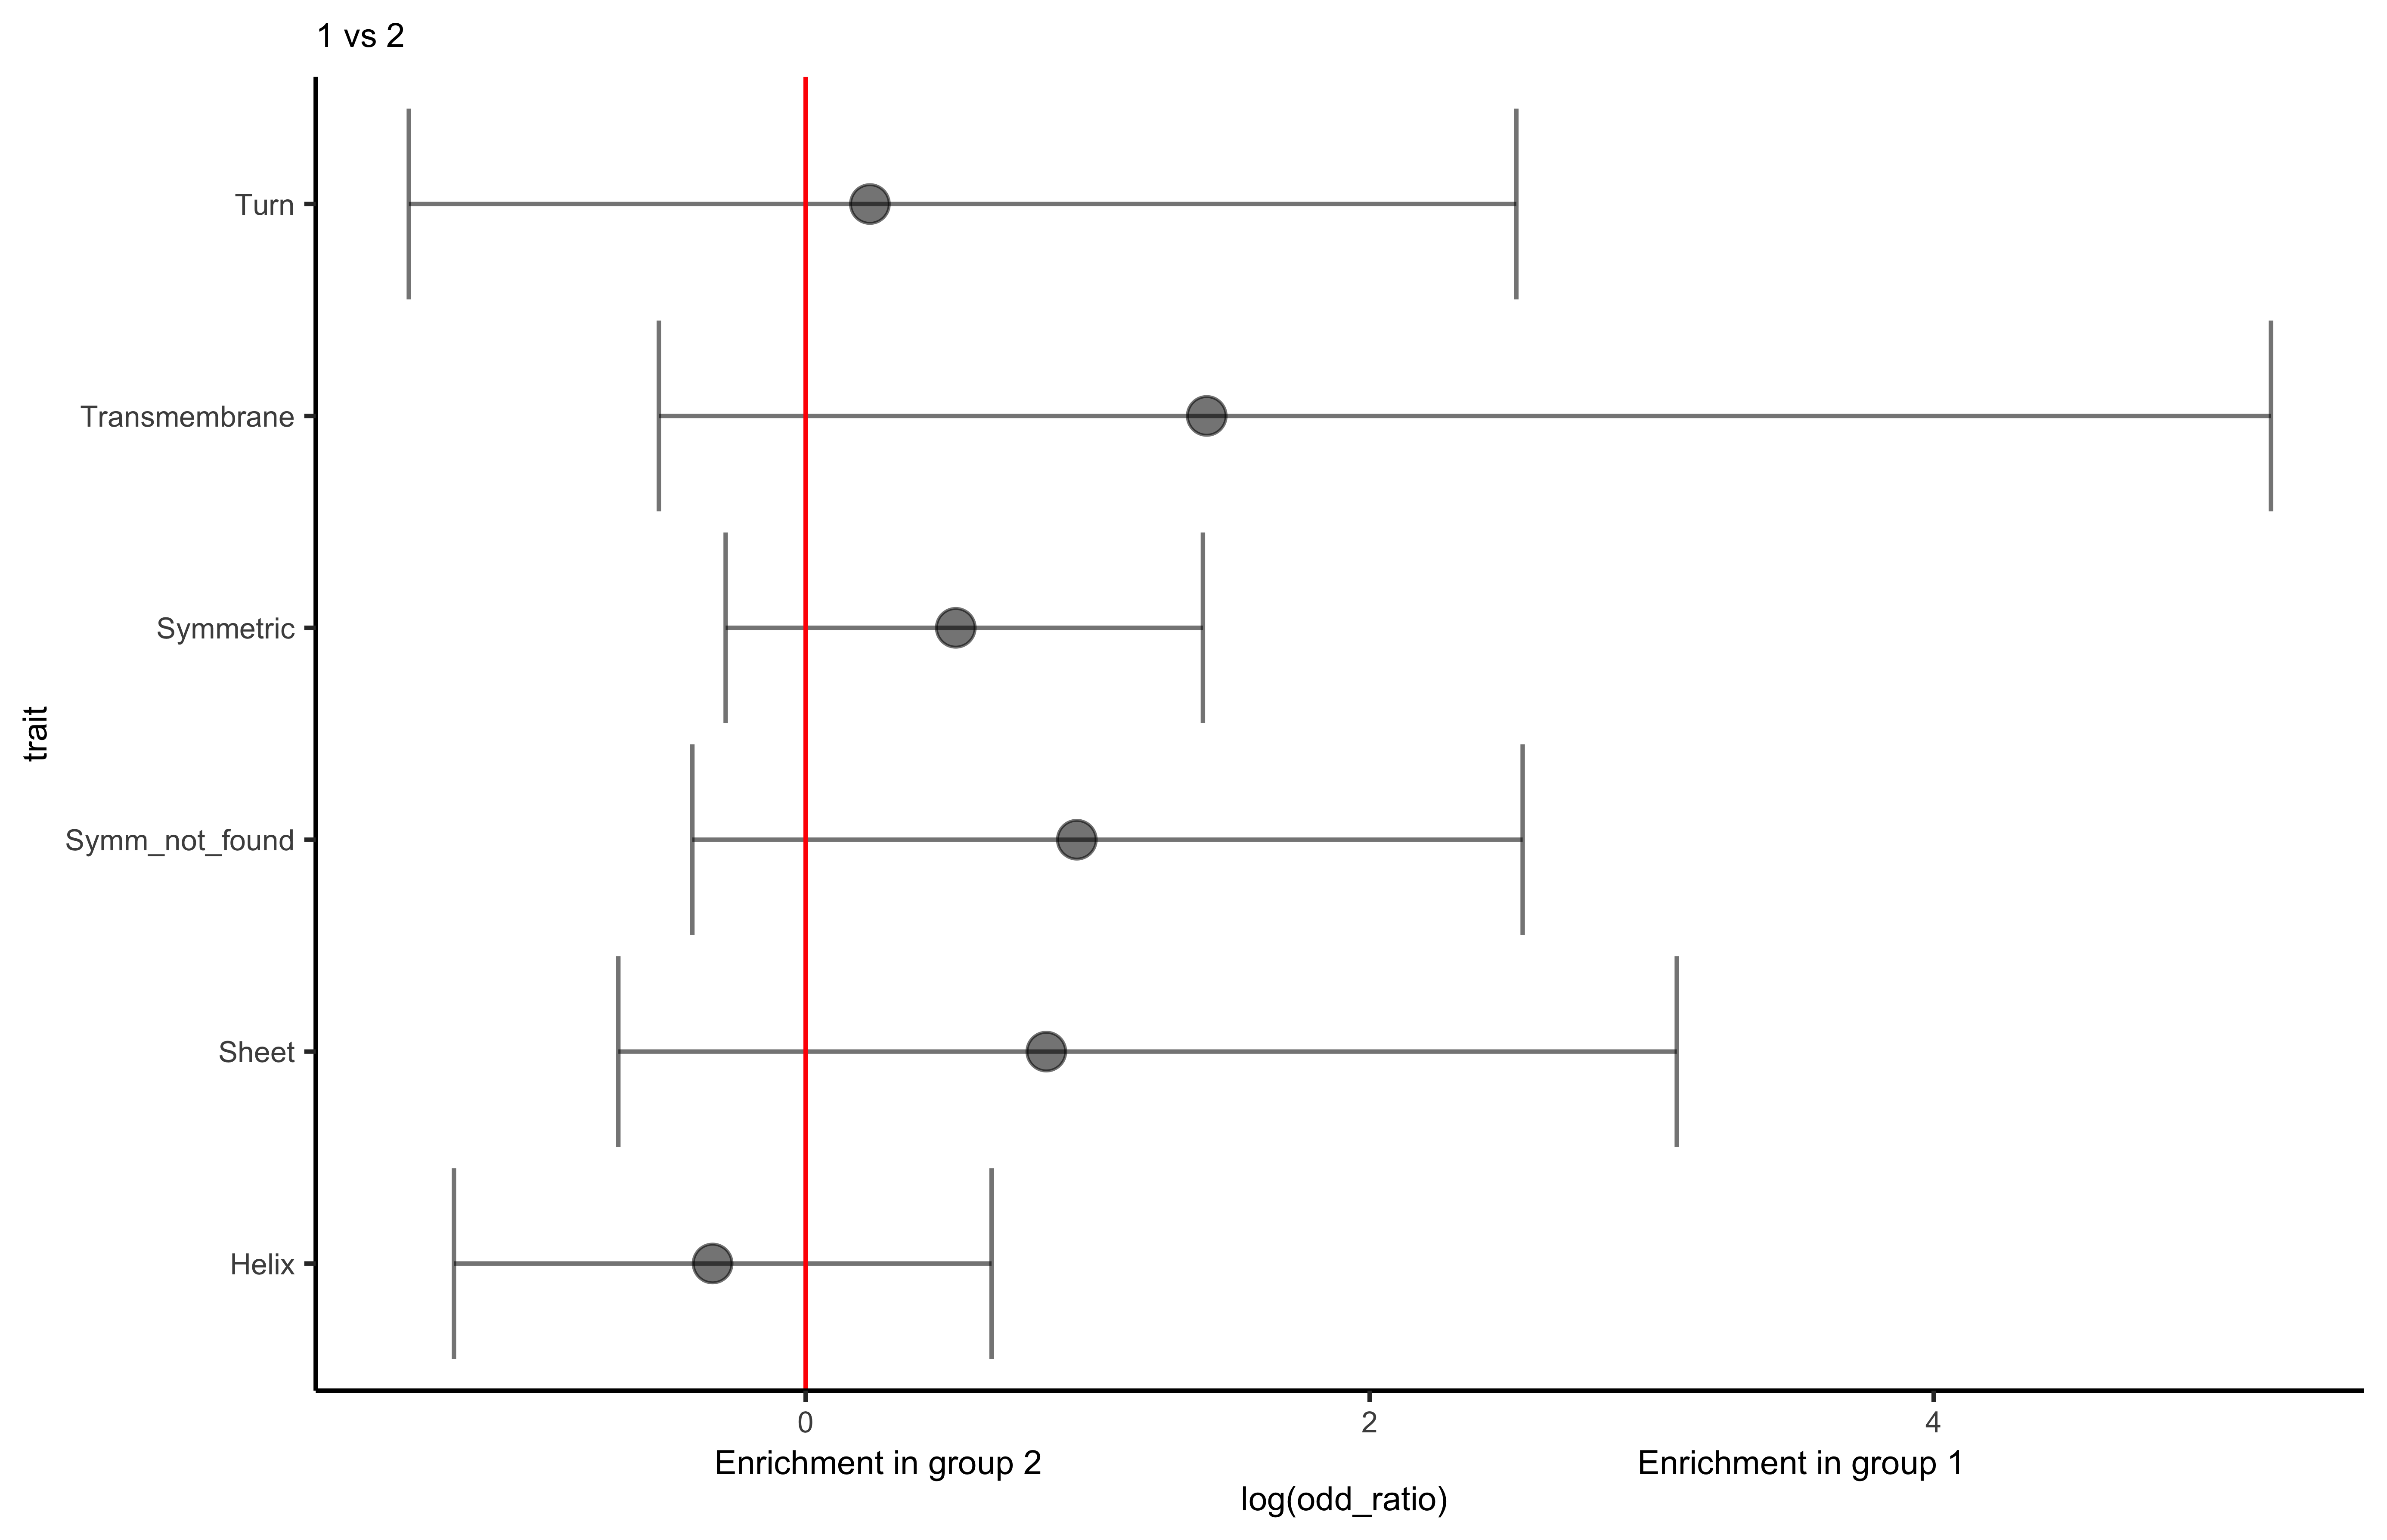 1 vs 2
Turn
Transmembrane
Symmetric
trait
Symm_not_found
Sheet
Helix
0 2 4
Enrichment in group 2 Enrichment in group 1
log(odd_ratio)